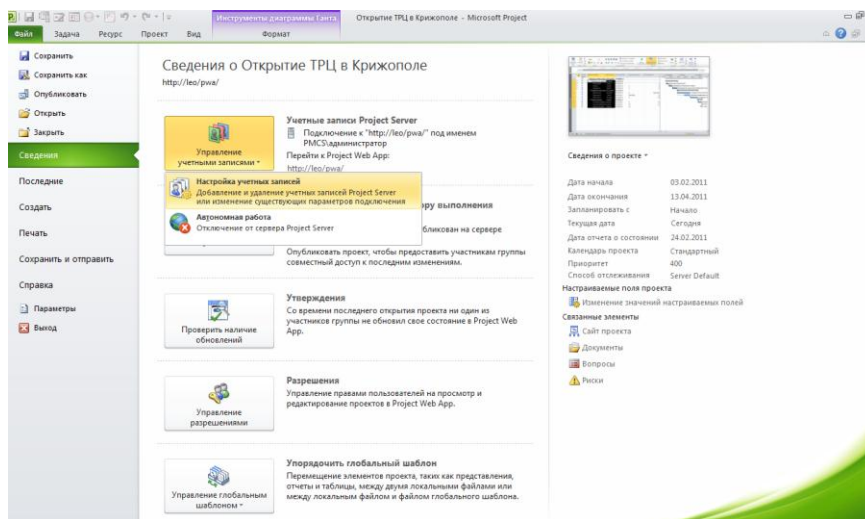 Инструменты диаграммы Ганта
Открытие ТРЦ в Крижополе - Microsoft Project
Файл Задача Ресурс Проект Вид Формат
Сохранить
Сохранить как
Опубликовать
Открыть
Закрыть
Сведения
Последние
Создать
Печать
Сохранить и отправить
Справка
Параметры
Выход
Сведения о Открытие ТРЦ в Крижополе
http://leo/pwa/
Управление
учетными записями
Учетные записи Project Server
Подключение к "http://leo/pwa/" под именем
PMCS\администратор
Перейти к Project Web App:
http://leo/pwa/
Настройка учетных записей
Добавление и удаление учетных записей Project Server
или изменение существующих параметров подключения
Автономная работа
Отключение от сервера Project Server
ру выполнения
бликован на сервере
Опубликовать проект, чтобы предоставить участникам группы
совместный доступ к последним изменениям.
Проверить наличие
обновлений
Утверждения
Со времени последнего открытия проекта ни один из
участников группы не обновил свое состояние в Project Web
App.
Управление
разрешениями
Разрешения
Управление правами пользователей на просмотр и
редактирование проектов в Project Web App.
Управление глобальным
шаблоном
Упорядочить глобальный шаблон
Перемещение элементов проекта, таких как представления,
отчеты и таблицы, между двумя локальными файлами или
между локальным файлом и файлом глобального шаблона.
Сведения о проекте
Дата начала 03.02.2011
Дата окончания 13.04.2011
Запланировать с Начало
Текущая дата Сегодня
Дата отчета о состоянии 24.02.2011
Календарь проекта Стандартный
Приоритет 400
Способ отслеживания Server Default
Настраиваемые поля проекта
Изменение значений настраиваемых полей
Связанные элементы
Сайт проекта
Документы
Вопросы
Риски